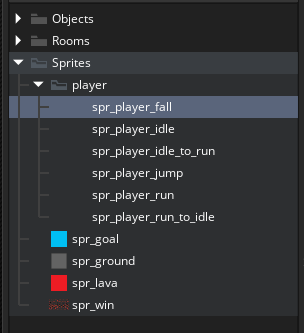 Objects
Rooms
Sprites
player
spr_player_fall
spr_player_idle
spr_player_idle_to_run
spr_player_jump
spr_player_run
spr_player_run_to_idle
spr_goal
spr_ground
spr_lava
spr_win